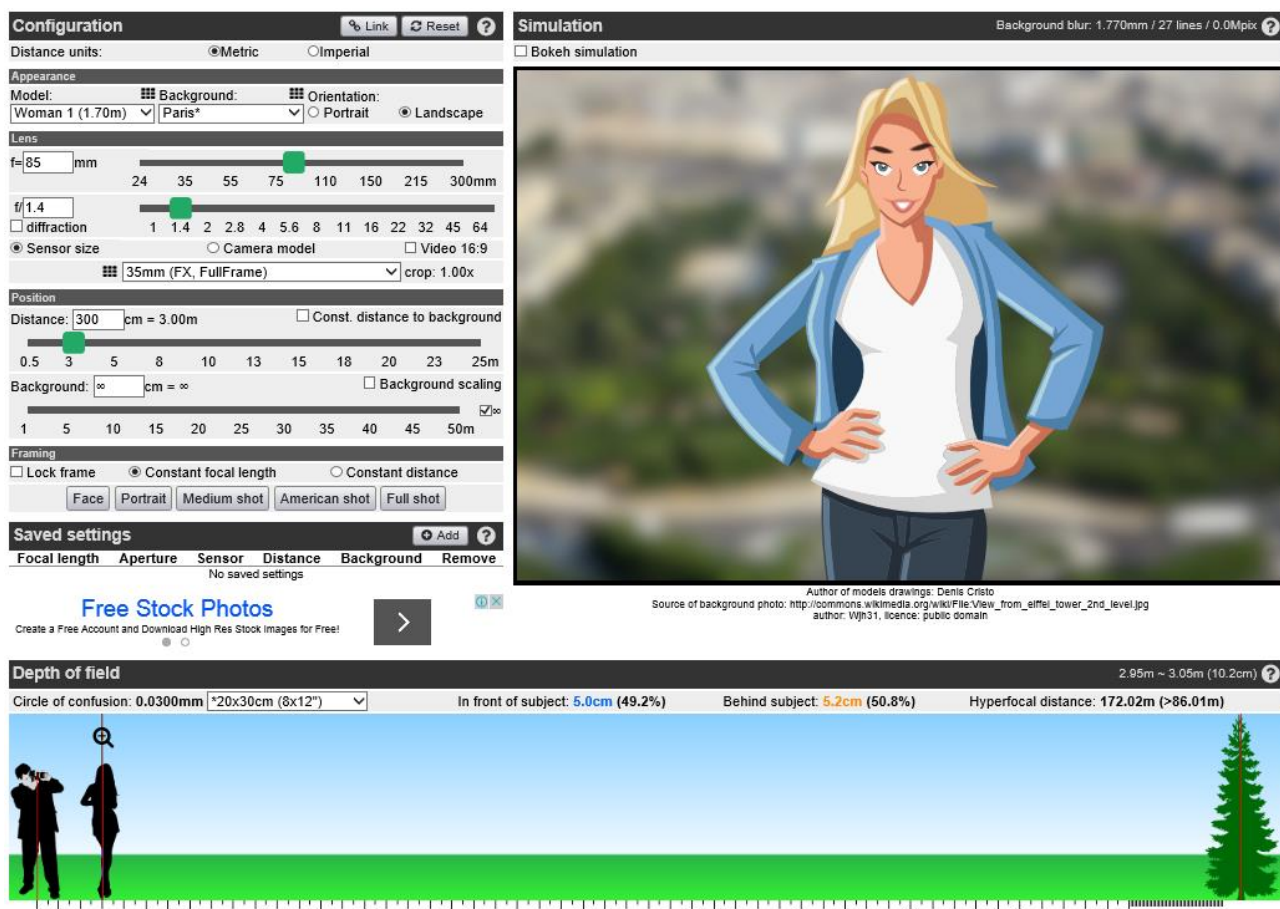 Configuration
Link
Reset
?
Distance units:
Metric
Imperial
Appearance
Model:
Background:
Orientation:
Woman 1 (1.70m)
Paris*
Portrait
Landscape
Lens
f= 85 mm
24 35 55 75 110 150 215 300mm
f/ 1.4
diffraction
1 1.4 2 2.8 4 5.6 8 11 16 22 32 45 64
Sensor size
Camera model
Video 16:9
35mm (FX, FullFrame)
crop: 1.00x
Position
Distance: 300 cm = 3.00m
Const. distance to background
0.5 3 5 8 10 13 15 18 20 23 25m
Background: ∞ cm = ∞
Background scaling
∞
1 5 10 15 20 25 30 35 40 45 50m
Framing
Lock frame
Constant focal length
Constant distance
Face
Portrait
Medium shot
American shot
Full shot
Saved settings
Add
?
Focal length Aperture Sensor Distance Background Remove
No saved settings
Free Stock Photos
Create a Free Account and Download High Res Stock Images for Free!
Simulation
Background blur: 1.770mm / 27 lines / 0.0Mpix
?
Bokeh simulation
Author of models drawings: Denis Cristo
Source of background photo: http://commons.wikimedia.org/wiki/File:View_from_eiffel_tower_2nd_level.jpg
author: Wjh31, licence: public domain
Depth of field
2.95m ~ 3.05m (10.2cm)
?
Circle of confusion: 0.0300mm
*20x30cm (8x12")
In front of subject: 5.0cm (49.2%)
Behind subject: 5.2cm (50.8%)
Hyperfocal distance: 172.02m (>86.01m)